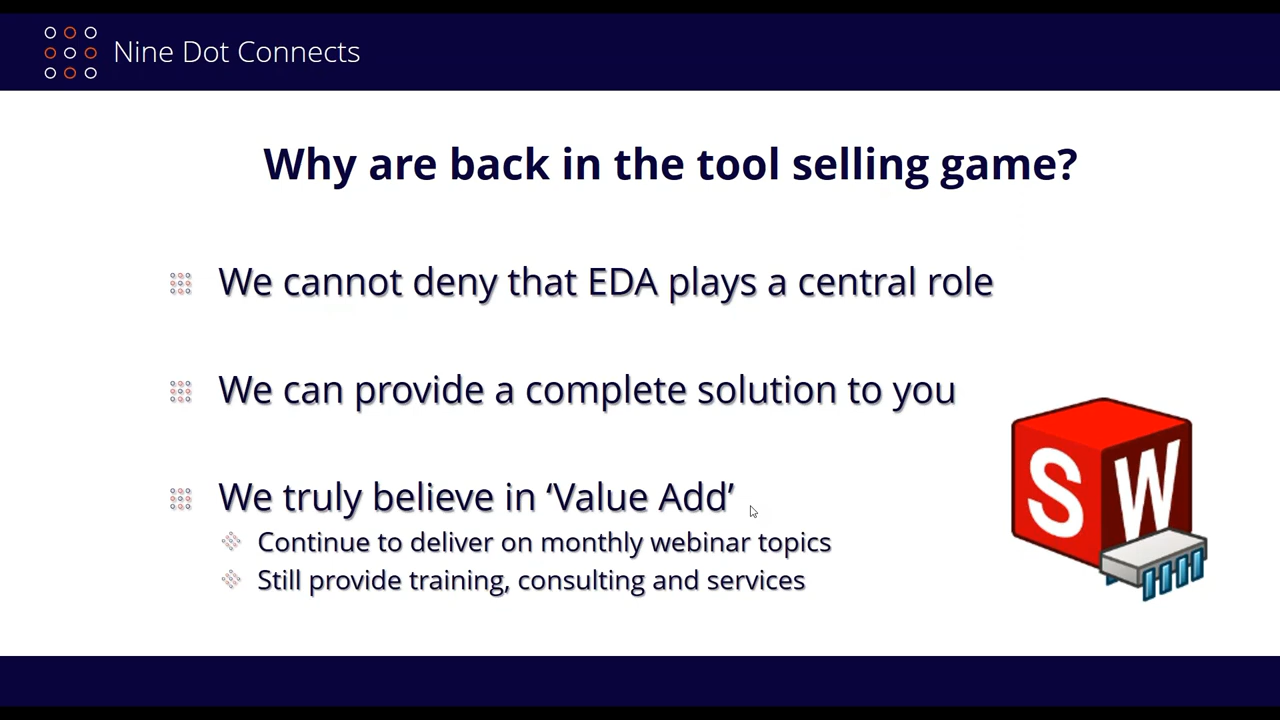 Nine Dot Connects
Why are back in the tool selling game?
We cannot deny that EDA plays a central role
We can provide a complete solution to you
We truly believe in ‘Value Add’
Continue to deliver on monthly webinar topics
Still provide training, consulting and services
SW